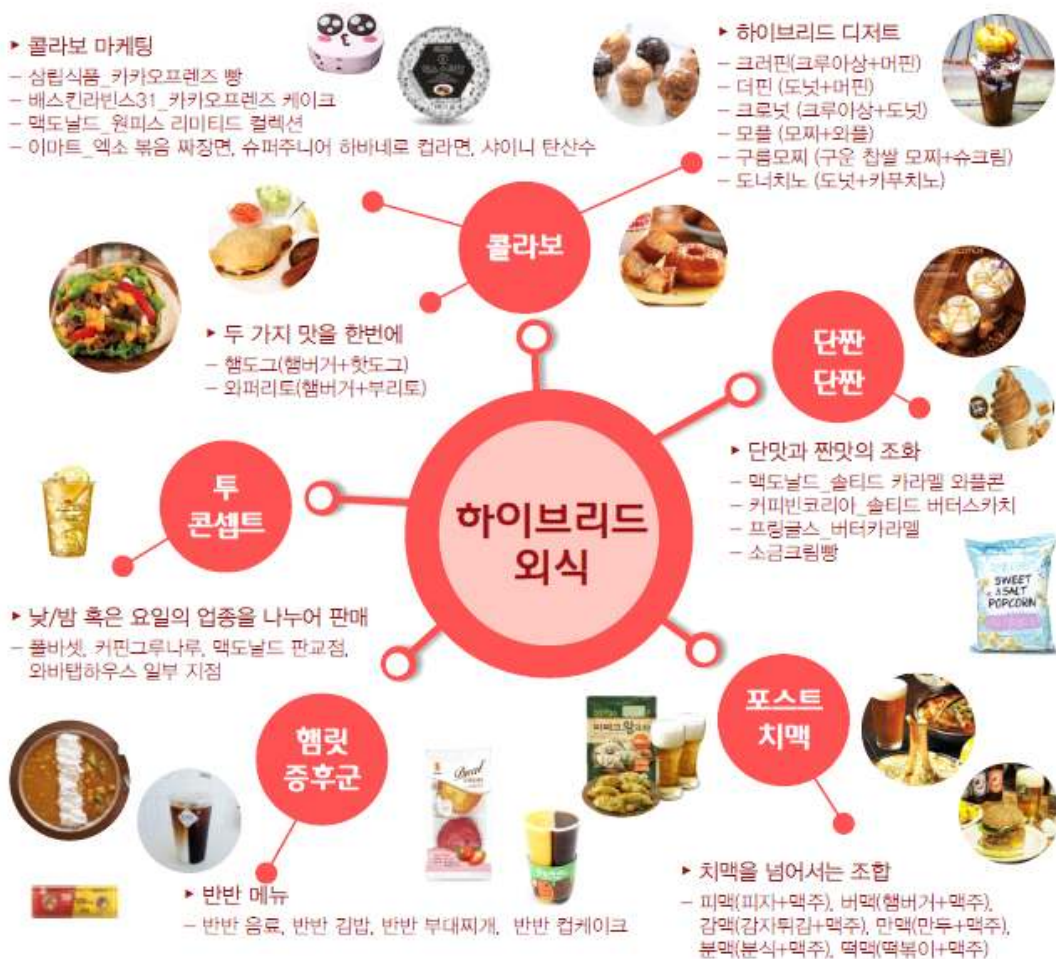 ▸ 콜라보 마케팅
– 삼립식품_카카오프렌즈 빵
– 배스킨라빈스31_카카오프렌즈 케이크
– 맥도날드_원피스 리미티드 컬렉션
– 이마트_엑소 볶음 짜장면, 슈퍼주니어 하바네로 컵라면, 샤이니 탄산수
▸ 하이브리드 디저트
– 크러핀(크루아상+머핀)
– 더핀 (도넛+머핀)
– 크로넛 (크루아상+도넛)
– 모플 (모찌+와플)
– 구름모찌 (구운 찹쌀 모찌+슈크림)
– 도너치노 (도넛+카푸치노)
콜라보
▸ 두 가지 맛을 한번에
– 햄도그(햄버거+핫도그)
– 와퍼리토(햄버거+부리토)
단짠
단짠
▸ 단맛과 짠맛의 조화
– 맥도날드_솔티드 카라멜 와플콘
– 커피빈코리아_솔티드 버터스카치
– 프링글스_버터카라멜
– 소금크림빵
SWEET
& SALT
POPCORN
하이브리드
외식
투
콘셉트
▸ 낮/밤 혹은 요일의 업종을 나누어 판매
– 폴바셋, 커핀그루나루, 맥도날드 판교점,
와바탭하우스 일부 지점
햄릿
증후군
▸ 반반 메뉴
– 반반 음료, 반반 김밥, 반반 부대찌개, 반반 컵케이크
포스트
치맥
▸ 치맥을 넘어서는 조합
– 피맥(피자+맥주), 버맥(햄버거+맥주),
감맥(감자튀김+맥주), 만맥(만두+맥주),
분맥(분식+맥주), 떡맥(떡볶이+맥주)